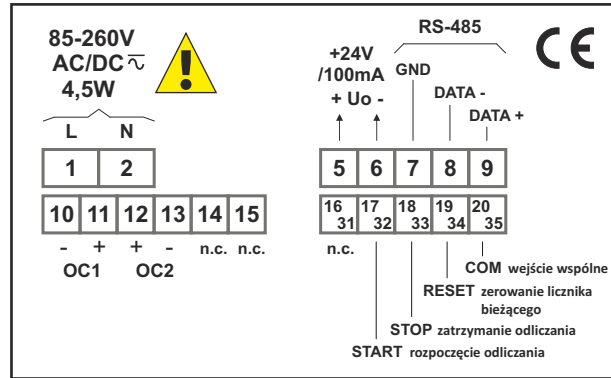 85-260V
AC/DC
4,5W
L N
1 2
10 11 12 13 14 15
- + + - n.c. n.c.
OC1 OC2
RS-485
CE
+24V
/100mA
GND
+ Uo -
DATA -
DATA +
5 6 7 8 9
16 17 18 19 20
31 32 33 34 35
n.c.
COM wejście wspólne
RESET zerowanie licznika
bieżącego
STOP zatrzymanie odliczania
START rozpoczęcie odliczania